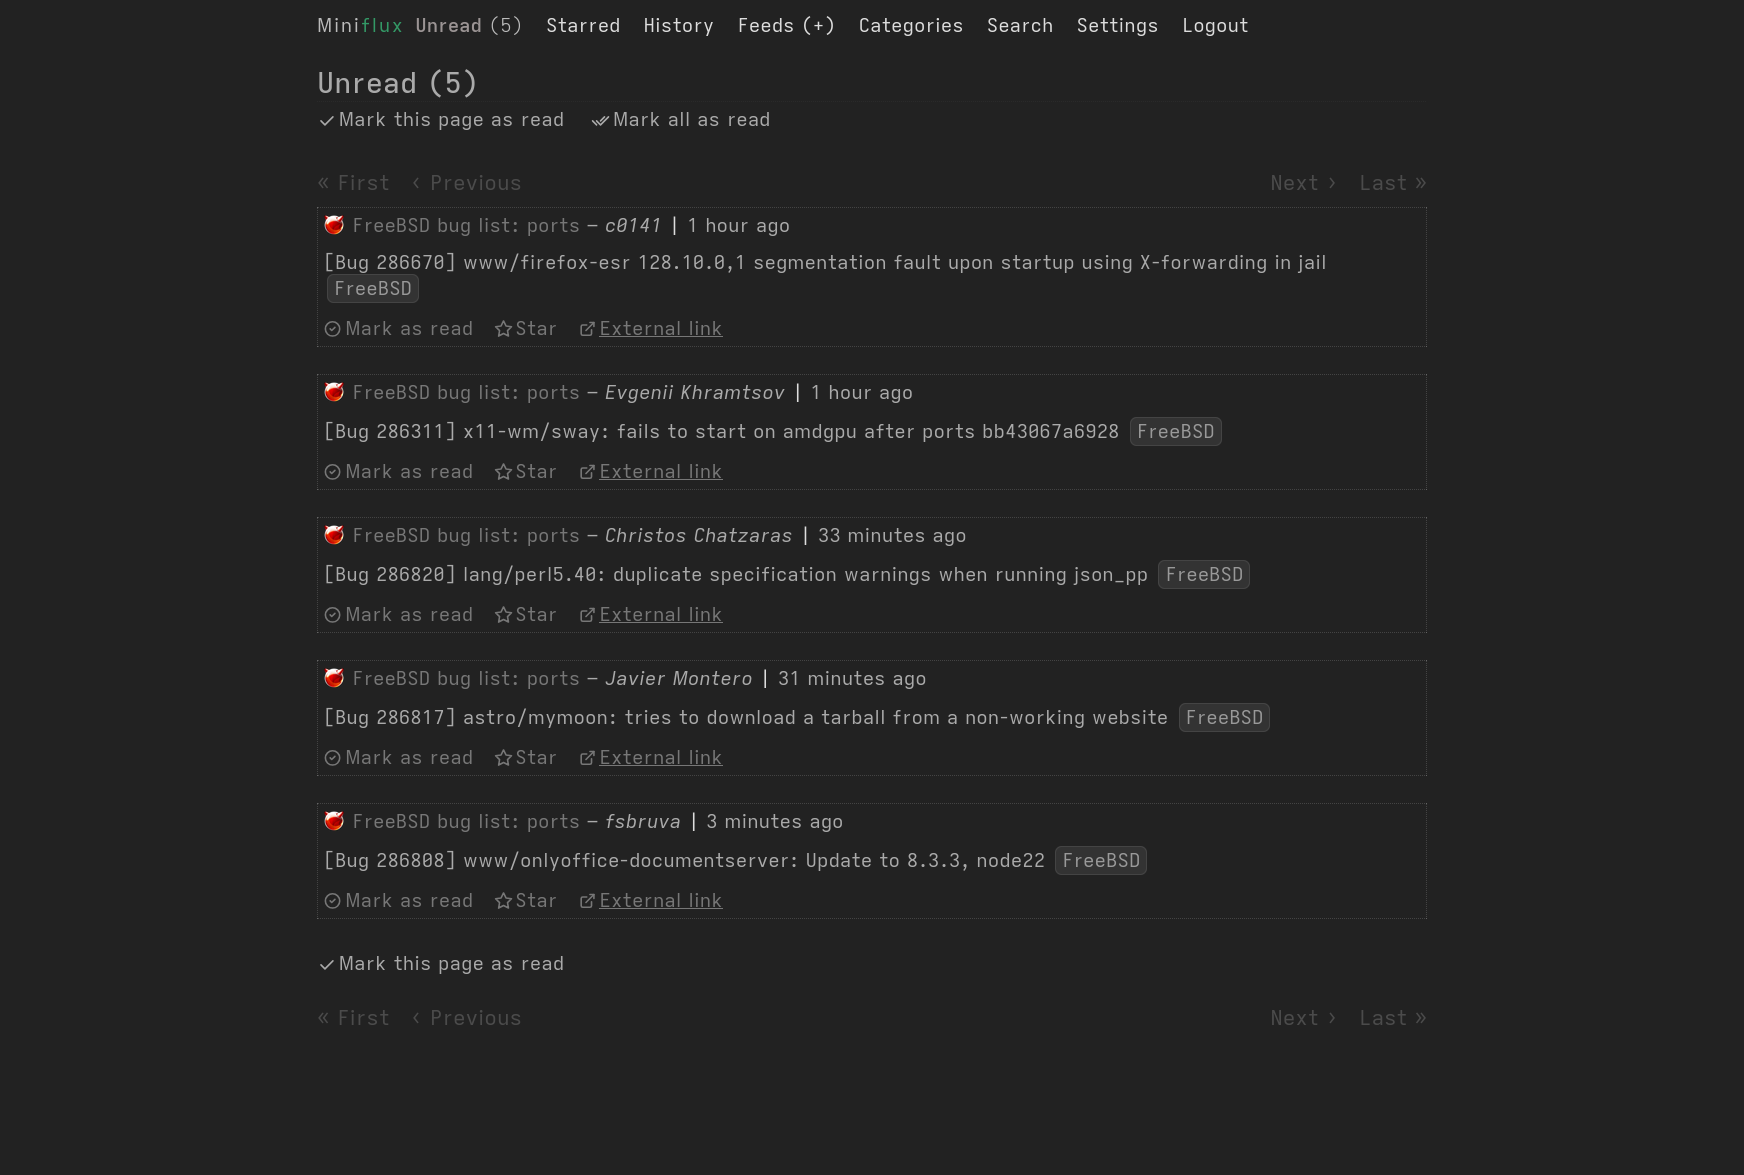 Miniflux Unread (5) Starred History Feeds (+) Categories Search Settings Logout
Unread (5)
Mark this page as read Mark all as read
« First ‹ Previous Next › Last »
FreeBSD bug list: ports – c0141 | 1 hour ago
[Bug 286670] www/firefox-esr 128.10.0,1 segmentation fault upon startup using X-forwarding in jail
FreeBSD
Mark as read Star External link
FreeBSD bug list: ports – Evgenii Khramtsov | 1 hour ago
[Bug 286311] x11-wm/sway: fails to start on amdgpu after ports bb43067a6928 FreeBSD
Mark as read Star External link
FreeBSD bug list: ports – Christos Chatzaras | 33 minutes ago
[Bug 286820] lang/perl5.40: duplicate specification warnings when running json_pp FreeBSD
Mark as read Star External link
FreeBSD bug list: ports – Javier Montero | 31 minutes ago
[Bug 286817] astro/mymoon: tries to download a tarball from a non-working website FreeBSD
Mark as read Star External link
FreeBSD bug list: ports – fsbruva | 3 minutes ago
[Bug 286808] www/onlyoffice-documentserver: Update to 8.3.3, node22 FreeBSD
Mark as read Star External link
Mark this page as read
« First ‹ Previous Next › Last »